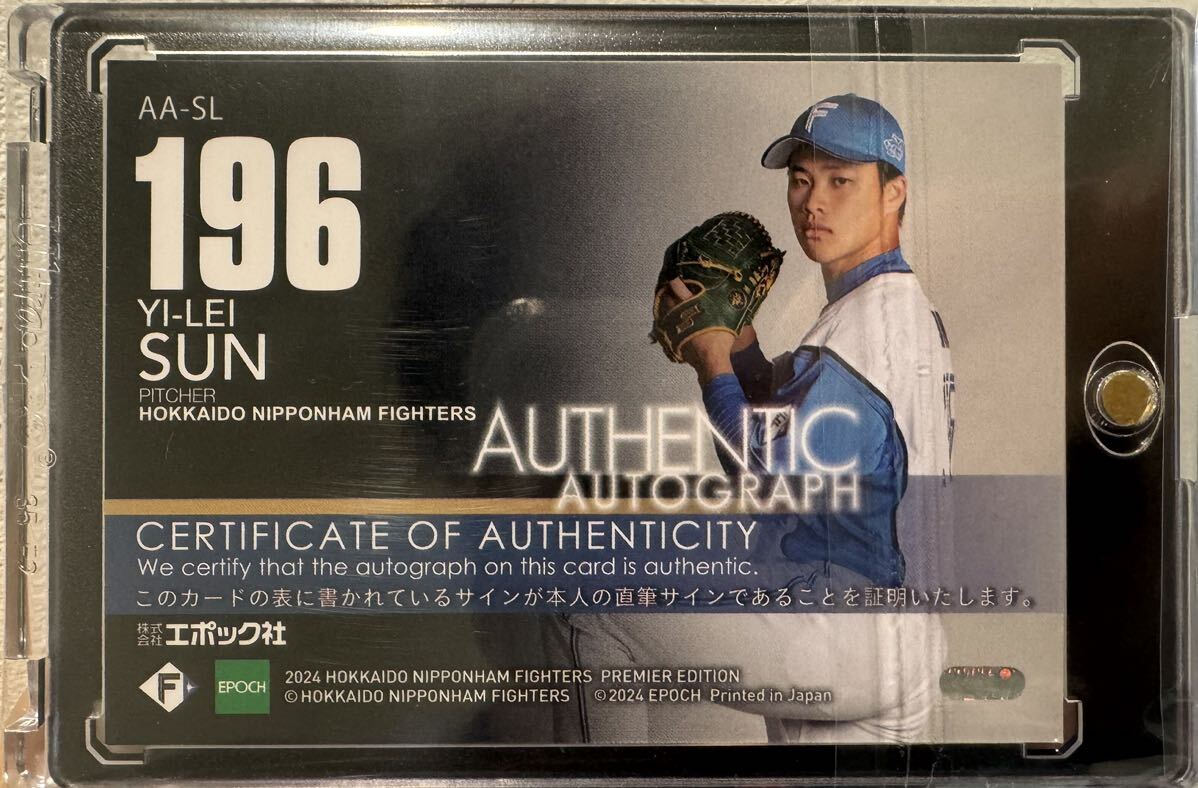 AA-SL
196
YI-LEI
SUN
PITCHER
HOKKAIDO NIPPONHAM FIGHTERS
AUTHENTIC
AUTOGRAPH
CERTIFICATE OF AUTHENTICITY
We certify that the autograph on this card is authentic.
このカードの表に書かれているサインが本人の直筆サインであることを証明いたします。
株式会社 エポック社
F EPOCH
2024 HOKKAIDO NIPPONHAM FIGHTERS PREMIER EDITION
© HOKKAIDO NIPPONHAM FIGHTERS ©2024 EPOCH Printed in Japan